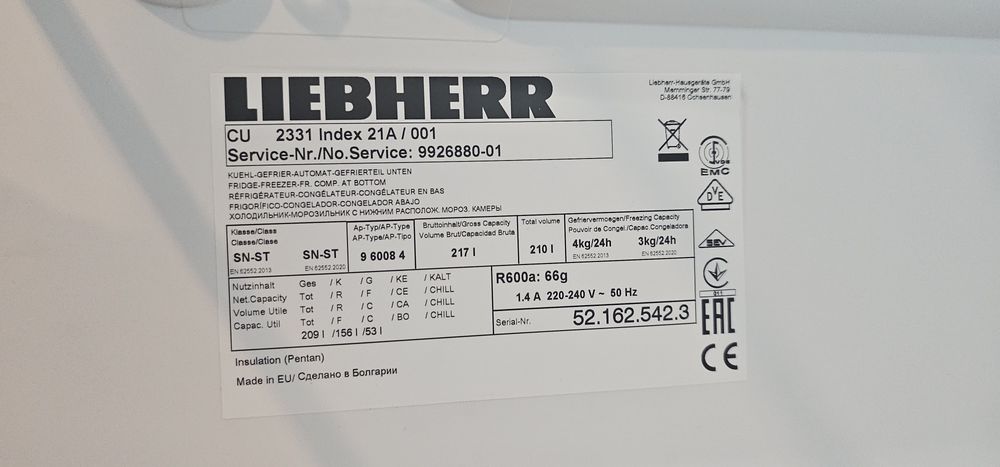 LIEBHERR
Liebherr-Hausgeräte GmbH
Memminger Str. 77-79
D-88416 Ochsenhausen
CU 2331 Index 21A / 001
Service-Nr./No.Service: 9926880-01
KUEHL-GEFRIER-AUTOMAT-GEFRIERTEIL UNTEN
FRIDGE-FREEZER-FR. COMP. AT BOTTOM
RÉFRIGÉRATEUR-CONGÉLATEUR-CONGÉLATEUR EN BAS
FRIGORÍFICO-CONGELADOR-CONGELADOR ABAJO
ХОЛОДИЛЬНИК-МОРОЗИЛЬНИК С НИЖНИМ РАСПОЛОЖ. МОРОЗ. КАМЕРЫ
EMC
DVE
SEV
Klasse/Class
Classe/Clase
SN-ST SN-ST
EN 62552:2013 EN 62552:2020
Ap-Typ/AP-Type
AP-Type/AP-Tipo
9 6008 4
Bruttoinhalt/Gross Capacity
Volume Brut/Capacidad Bruta
217 l
Total volume
210 l
Gefriervermoegen/Freezing Capacity
Pouvoir de Congel./Capac.Congeladora
4kg/24h 3kg/24h
EN 62552:2013 EN 62552:2020
Nutzinhalt Ges / K / G / KE / KALT
Net.Capacity Tot / R / F / CE / CHILL
Volume Utile Tot / R / C / CA / CHILL
Capac. Util Tot / F / C / BO / CHILL
209 l /156 l /53 l
R600a: 66g
1.4 A 220-240 V ~ 50 Hz
Serial-Nr. 52.162.542.3
011
EAC
CE
Insulation (Pentan)
Made in EU/ Сделано в Болгарии